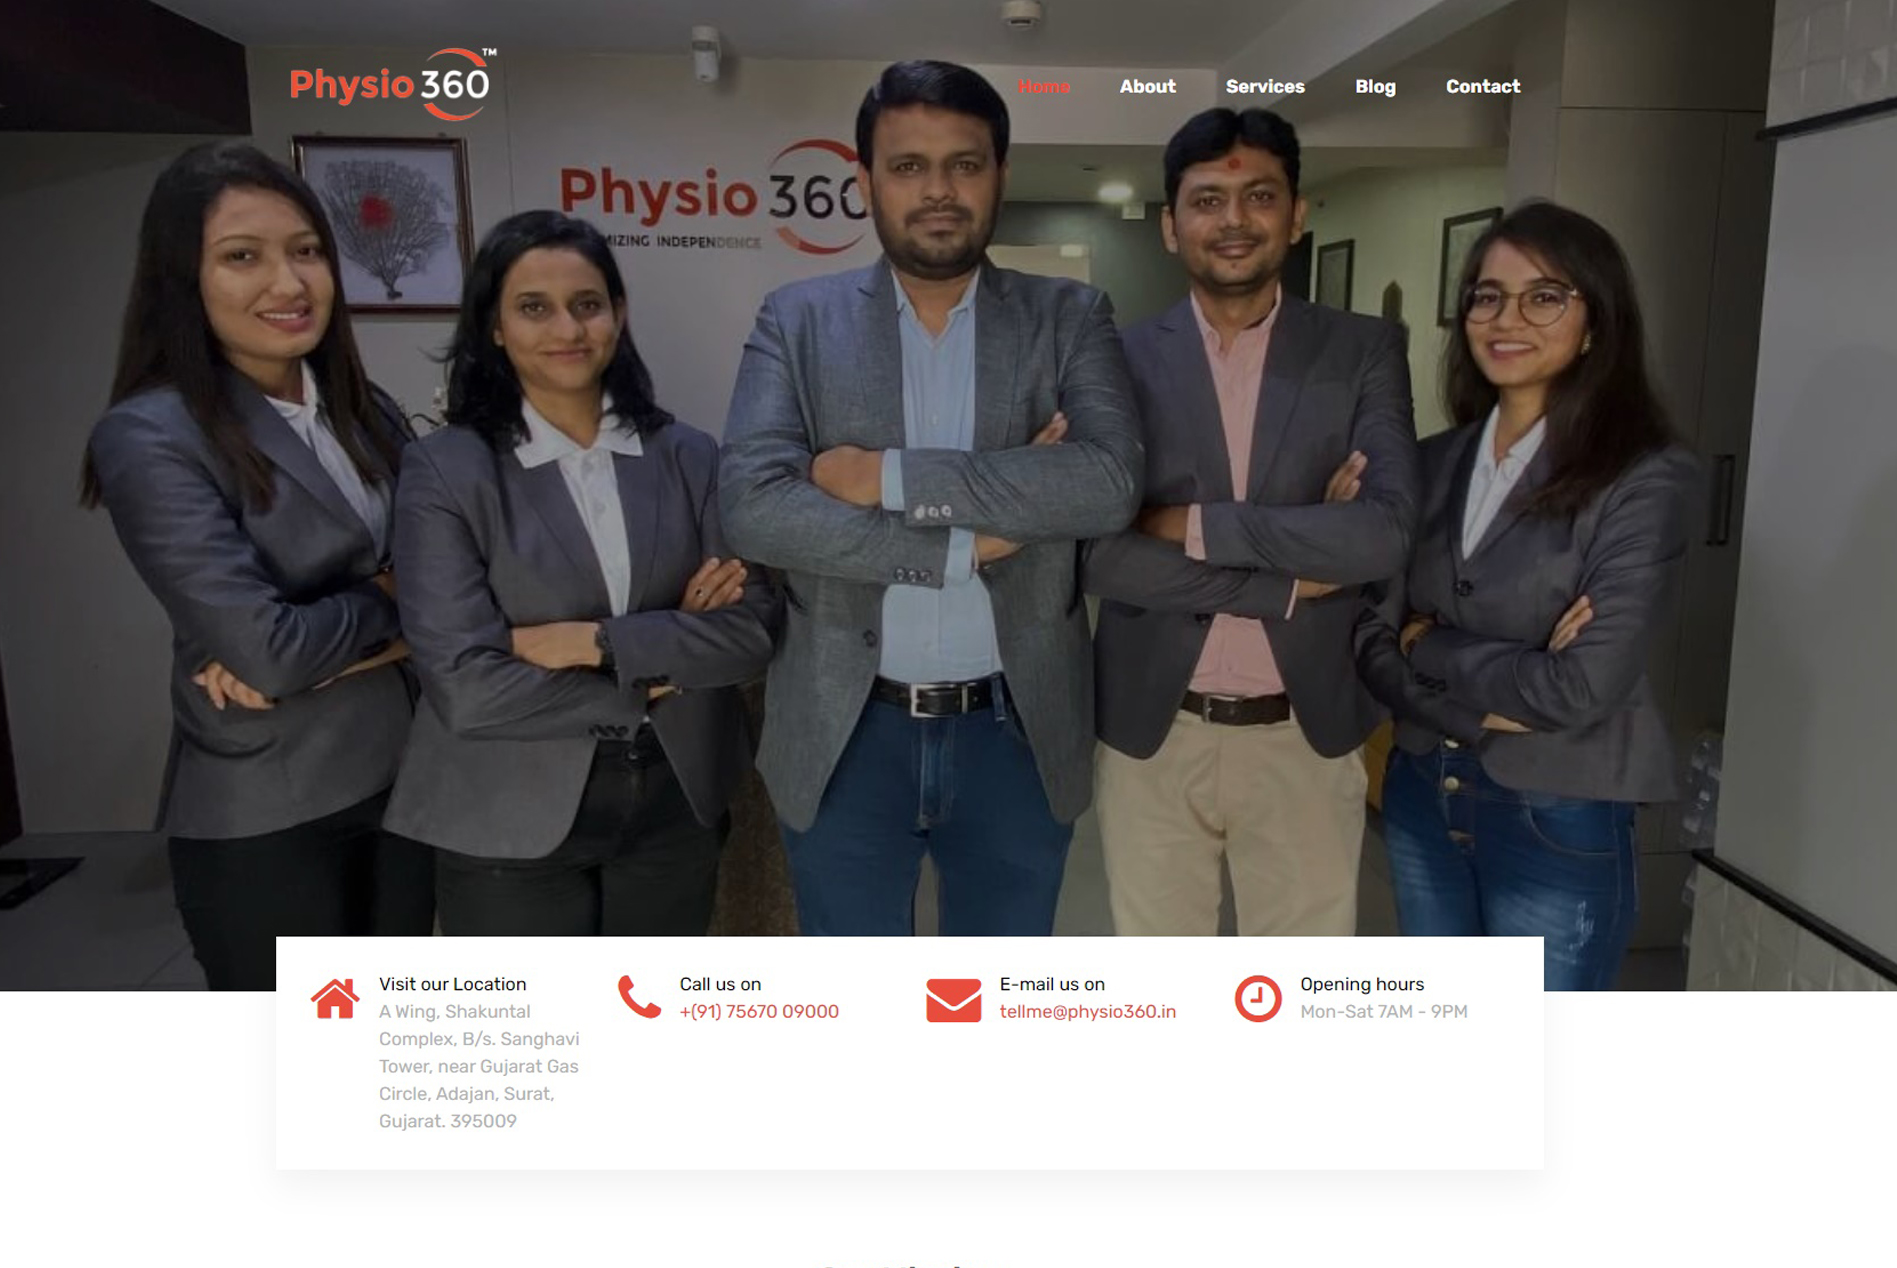 Physio 360™
Home
About
Services
Blog
Contact
Physio 360
INDEPENDENCE
Visit our Location
A Wing, Shakuntal
Complex, B/s. Sanghavi
Tower, near Gujarat Gas
Circle, Adajan, Surat,
Gujarat. 395009
Call us on
+(91) 75670 09000
E-mail us on
tellme@physio360.in
Opening hours
Mon-Sat 7AM - 9PM